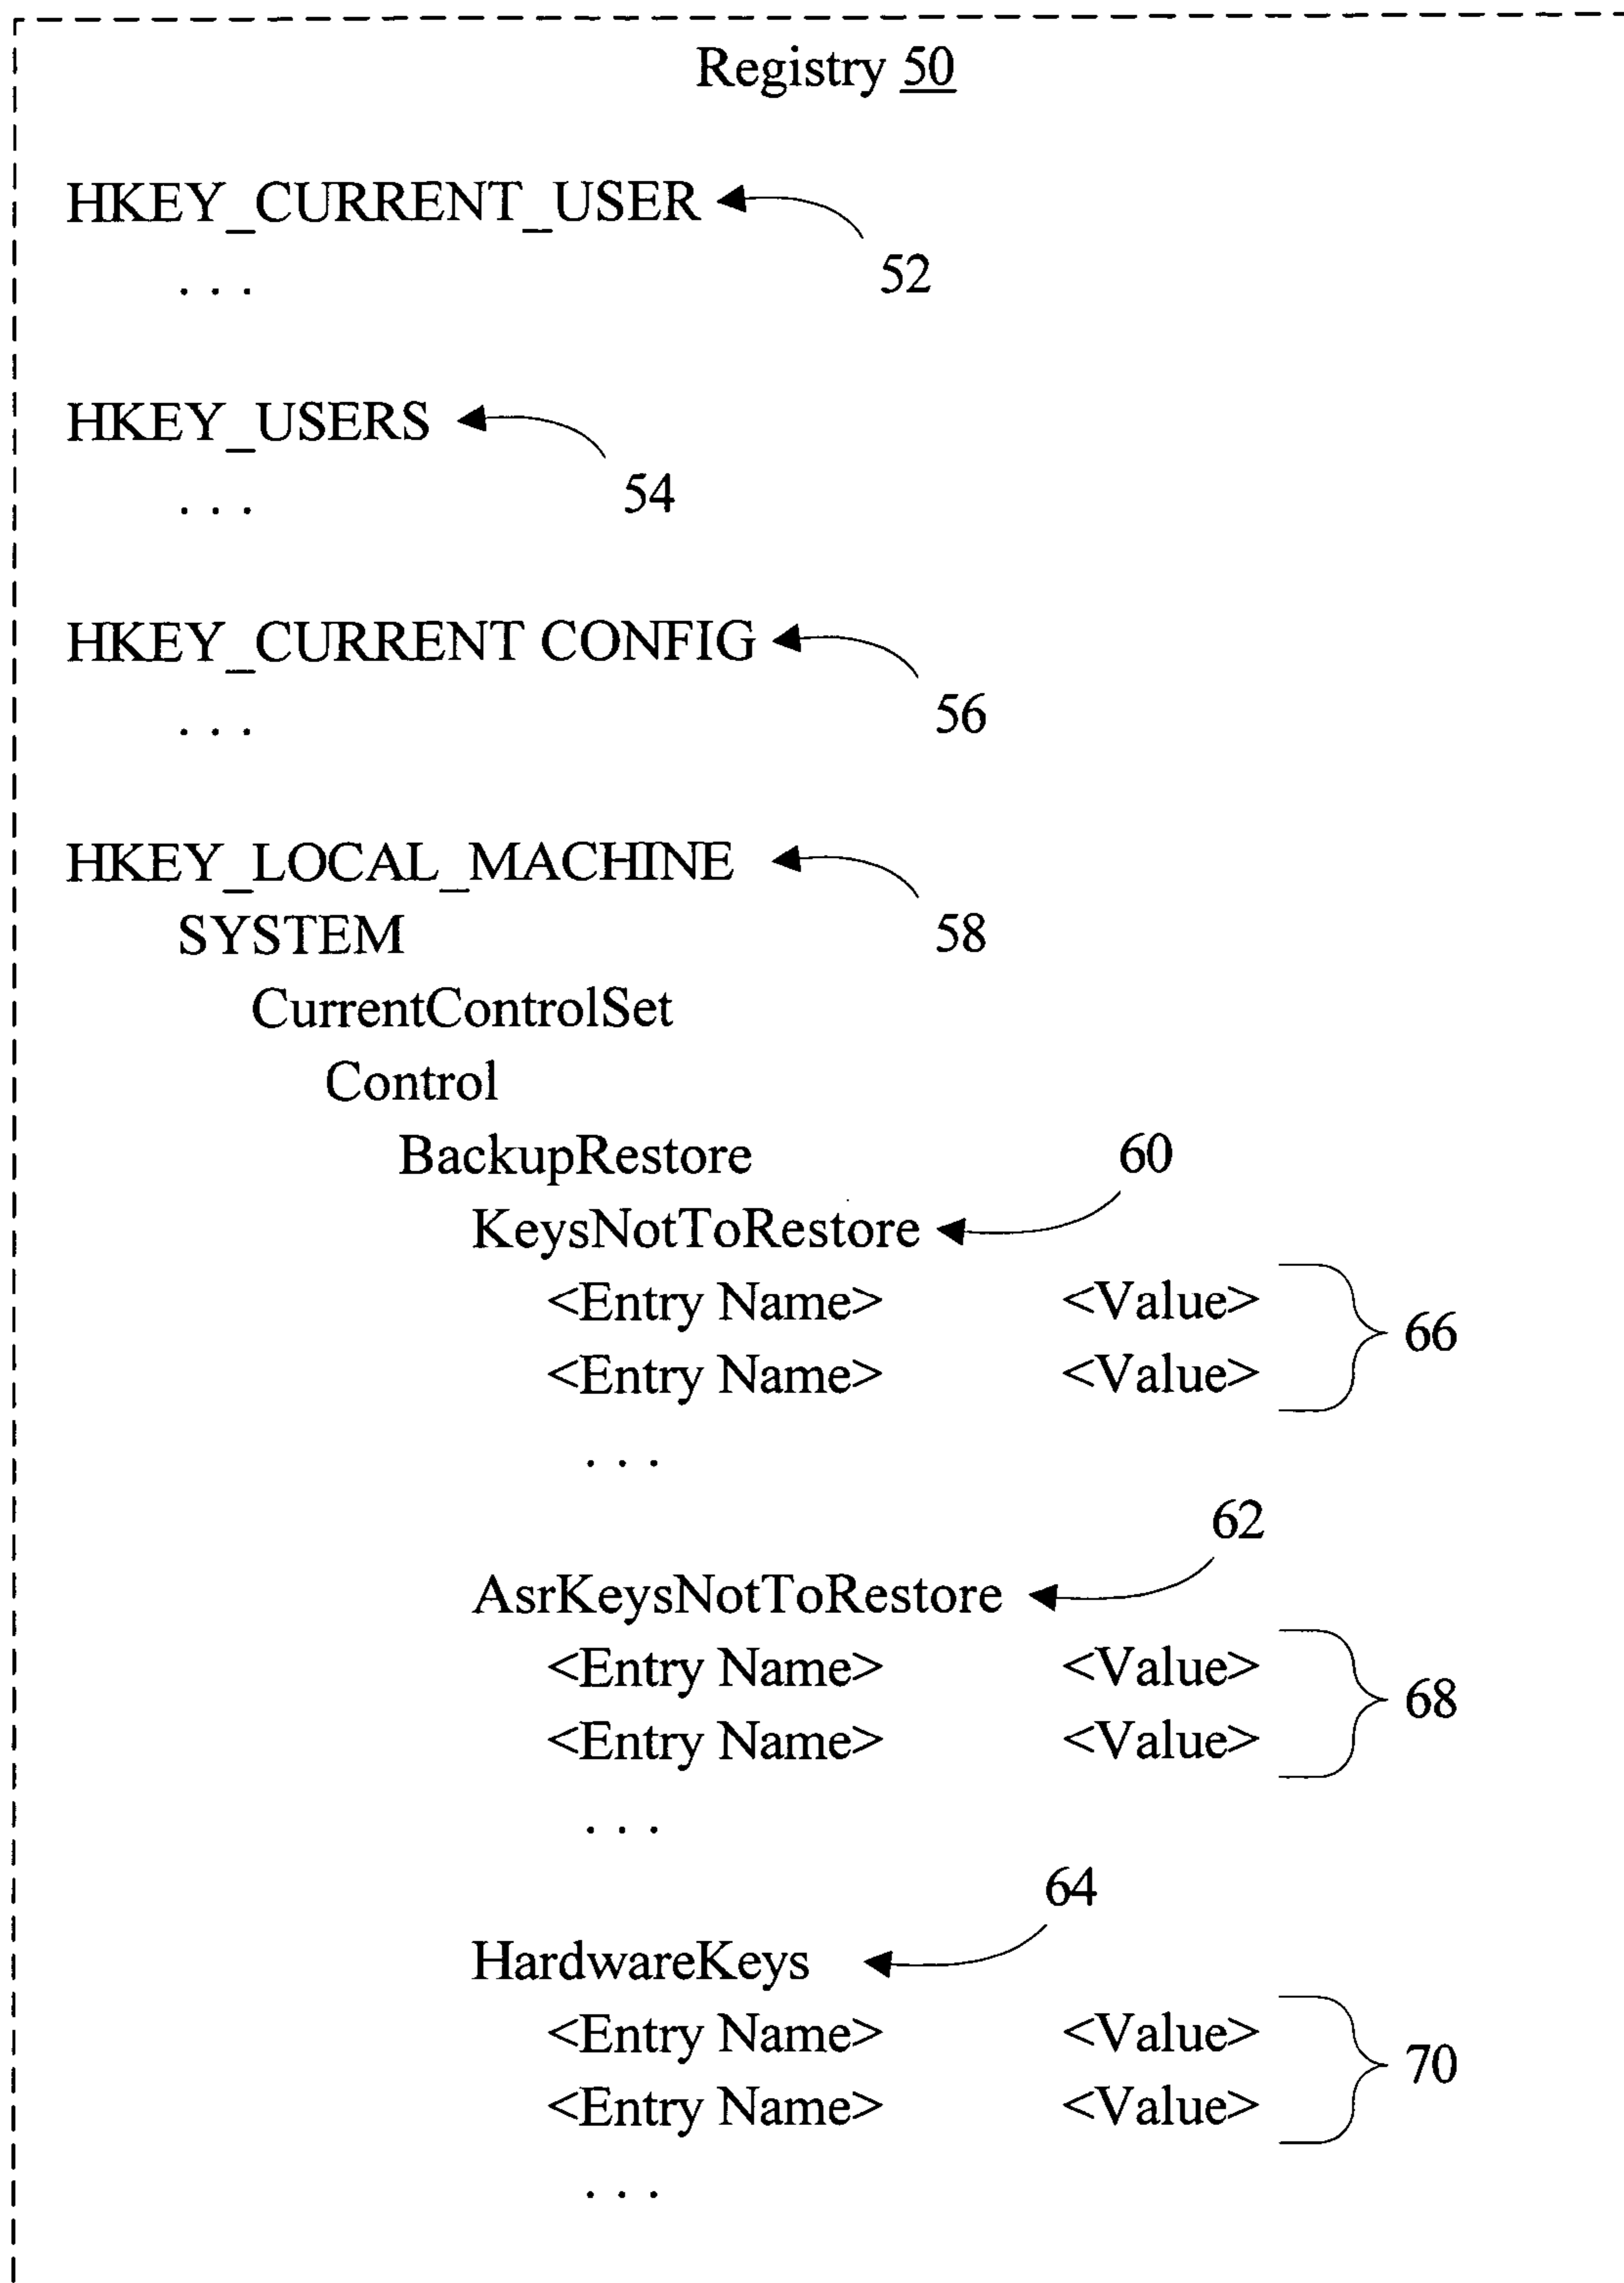 Registry 50
HKEY_CURRENT_USER
52
. . .
HKEY_USERS
54
. . .
HKEY_CURRENT CONFIG
56
. . .
HKEY_LOCAL_MACHINE
SYSTEM 58
CurrentControlSet
Control
BackupRestore 60
KeysNotToRestore
<Entry Name> <Value>
66
<Entry Name> <Value>
. . .
62
AsrKeysNotToRestore
<Entry Name> <Value>
68
<Entry Name> <Value>
. . .
64
HardwareKeys
<Entry Name> <Value>
70
<Entry Name> <Value>
. . .